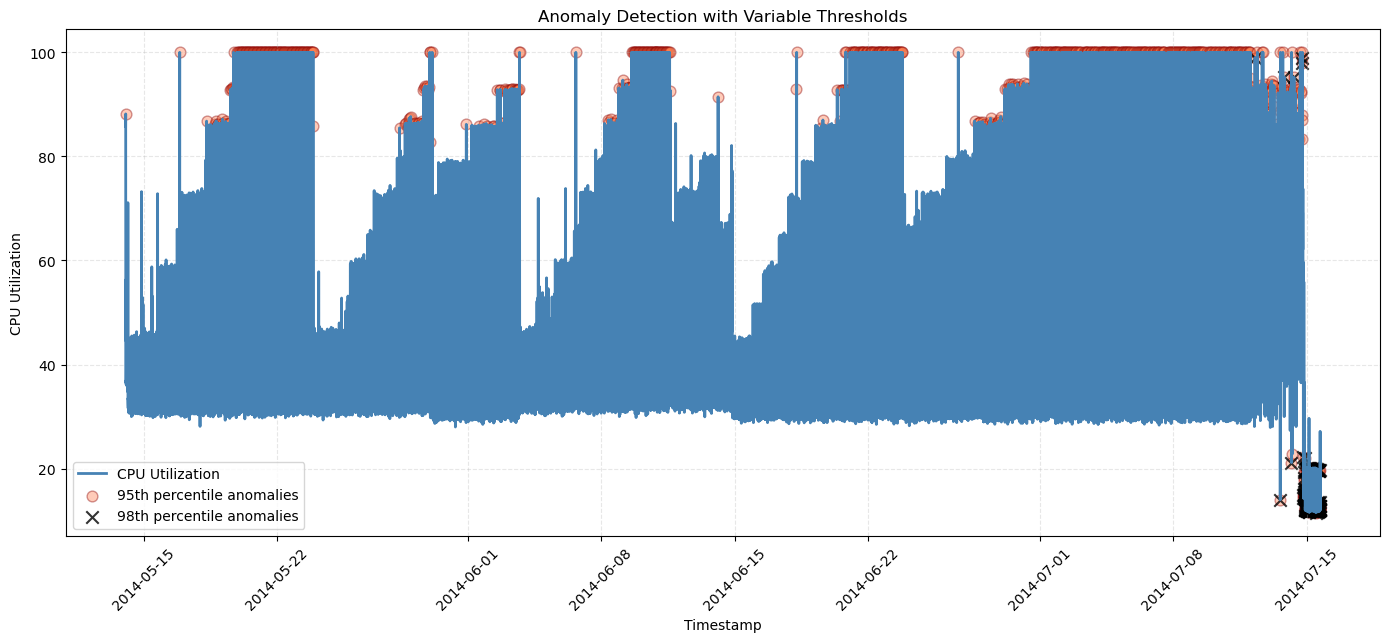 Anomaly Detection with Variable Thresholds
CPU Utilization
100
80
60
40
20
CPU Utilization
95th percentile anomalies
98th percentile anomalies
2014-05-15
2014-05-22
2014-06-01
2014-06-08
2014-06-15
2014-06-22
2014-07-01
2014-07-08
2014-07-15
Timestamp